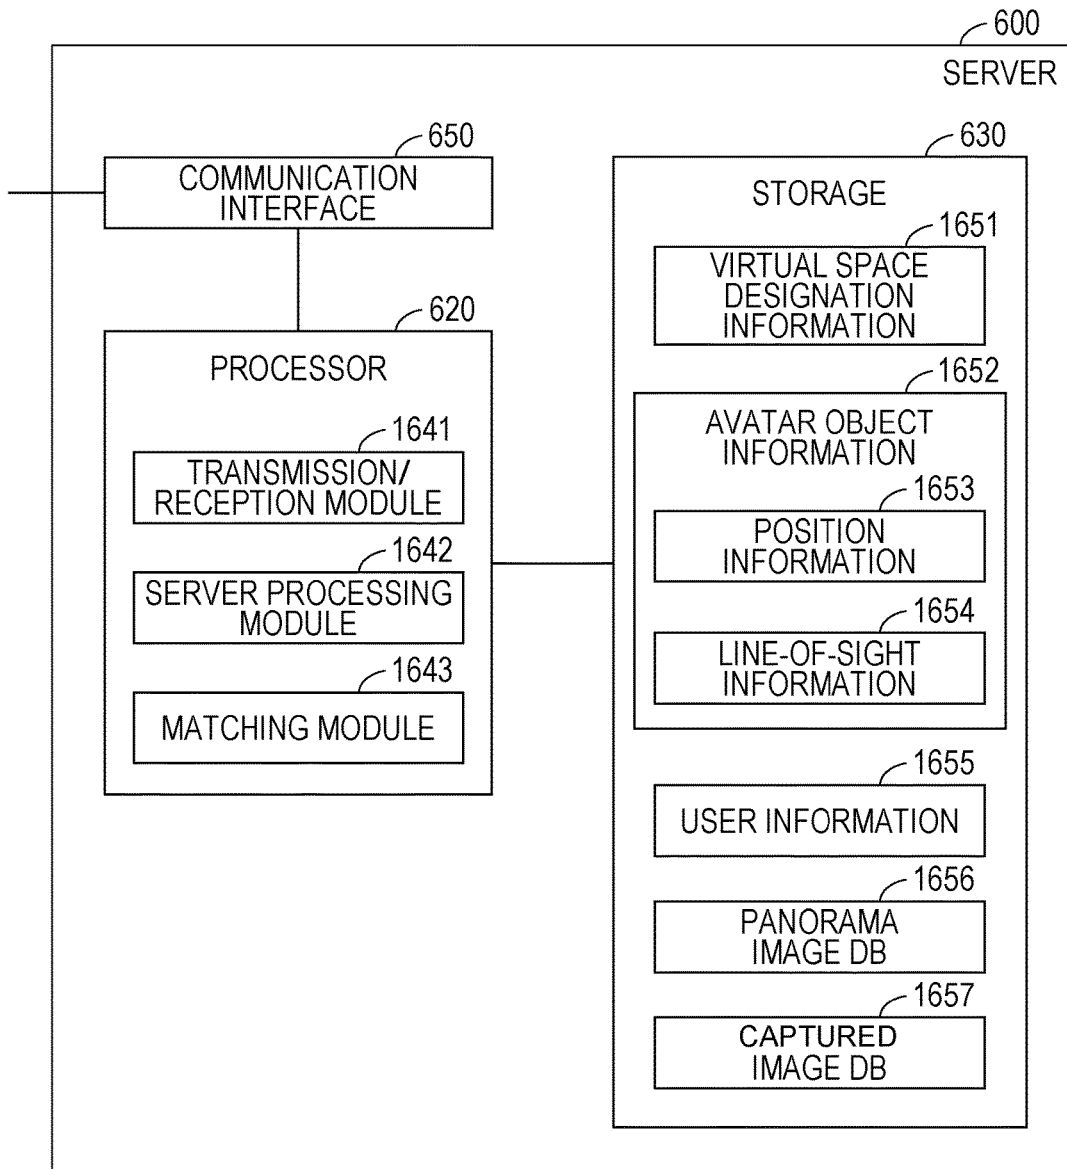 600
SERVER
650
COMMUNICATION
INTERFACE
620
PROCESSOR
1641
TRANSMISSION/
RECEPTION MODULE
1642
SERVER PROCESSING
MODULE
1643
MATCHING MODULE
630
STORAGE
1651
VIRTUAL SPACE
DESIGNATION
INFORMATION
1652
AVATAR OBJECT
INFORMATION
1653
POSITION
INFORMATION
1654
LINE-OF-SIGHT
INFORMATION
1655
USER INFORMATION
1656
PANORAMA
IMAGE DB
1657
CAPTURED
IMAGE DB